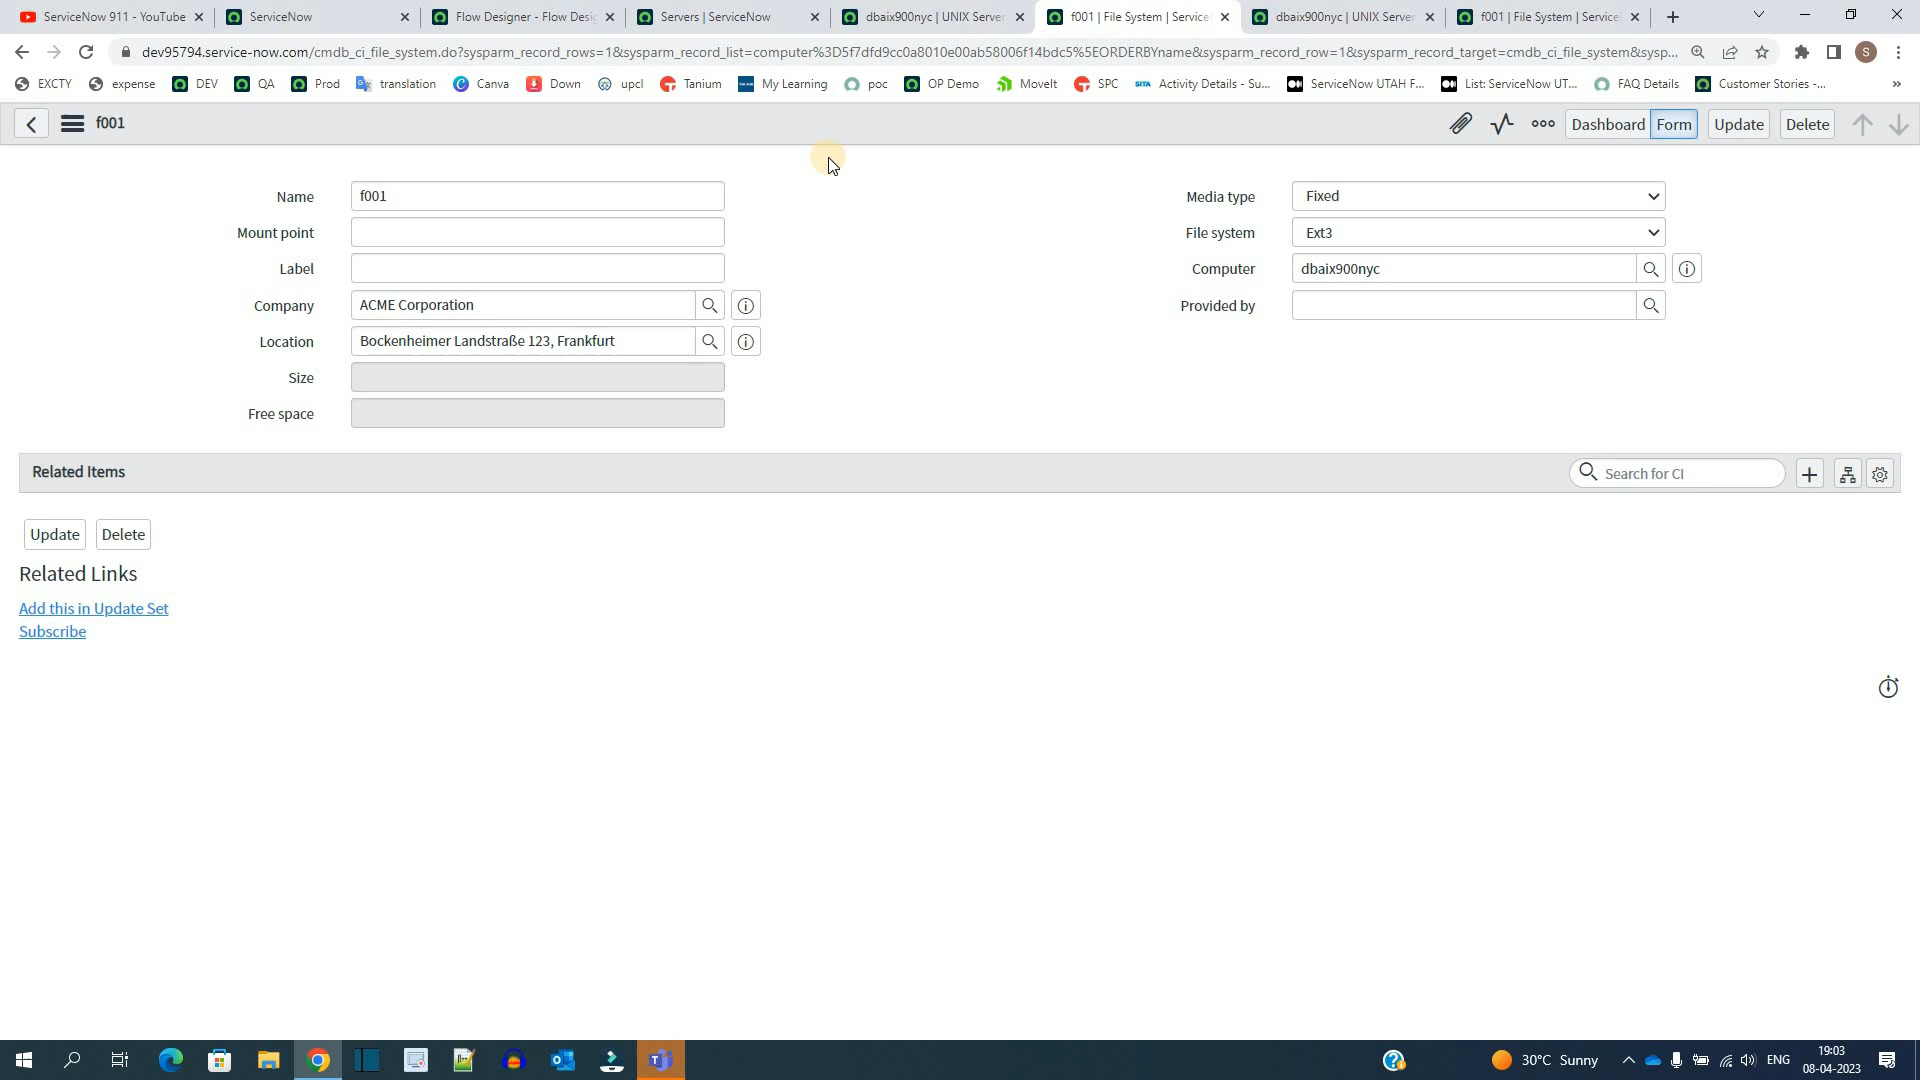 ServiceNow 911 - YouTube
ServiceNow
Flow Designer - Flow Desig
Servers | ServiceNow
dbaix900nyc | UNIX Server
f001 | File System | Service
dbaix900nyc | UNIX Server
f001 | File System | Service
dev95794.service-now.com/cmdb_ci_file_system.do?sysparm_record_rows=1&sysparm_record_list=computer%3D5f7dfd9cc0a8010e00ab58006f14bdc5%5EORDERBYname&sysparm_record_row=1&sysparm_record_target=cmdb_ci_file_system&sysp...
S
EXCTY
expense
DEV
QA
Prod
translation
Canva
Down
upcl
Tanium
My Learning
poc
OP Demo
MoveIt
SPC
SITA Activity Details - Su...
ServiceNow UTAH F...
List: ServiceNow UT...
FAQ Details
Customer Stories -...
»
f001
Dashboard
Form
Update
Delete
Name
f001
Mount point
Label
Company
ACME Corporation
Location
Bockenheimer Landstraße 123, Frankfurt
Size
Free space
Media type
Fixed
File system
Ext3
Computer
dbaix900nyc
Provided by
Related Items
Search for CI
Update
Delete
Related Links
Add this in Update Set
Subscribe
30°C Sunny
ENG
19:03
08-04-2023